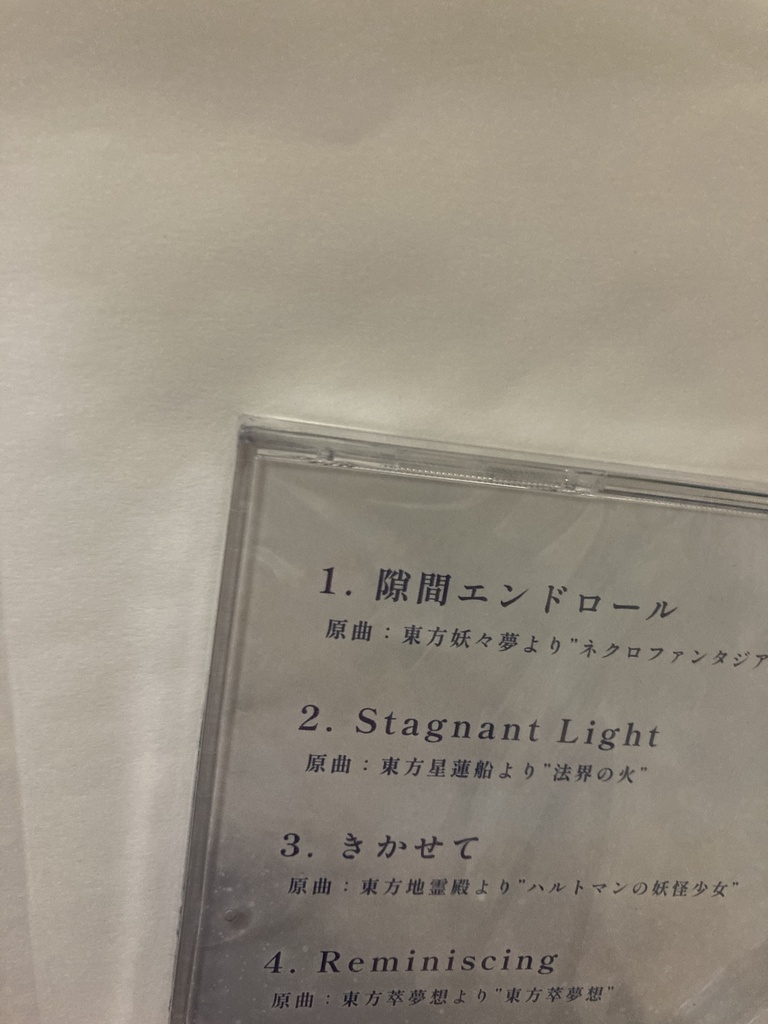 1. 隙間エンドロール
原曲：東方妖々夢より"ネクロファンタジア
2. Stagnant Light
原曲：東方星蓮船より"法界の火"
3. きかせて
原曲：東方地霊殿より"ハルトマンの妖怪少女"
4. Reminiscing
原曲：東方萃夢想より"東方萃夢想"